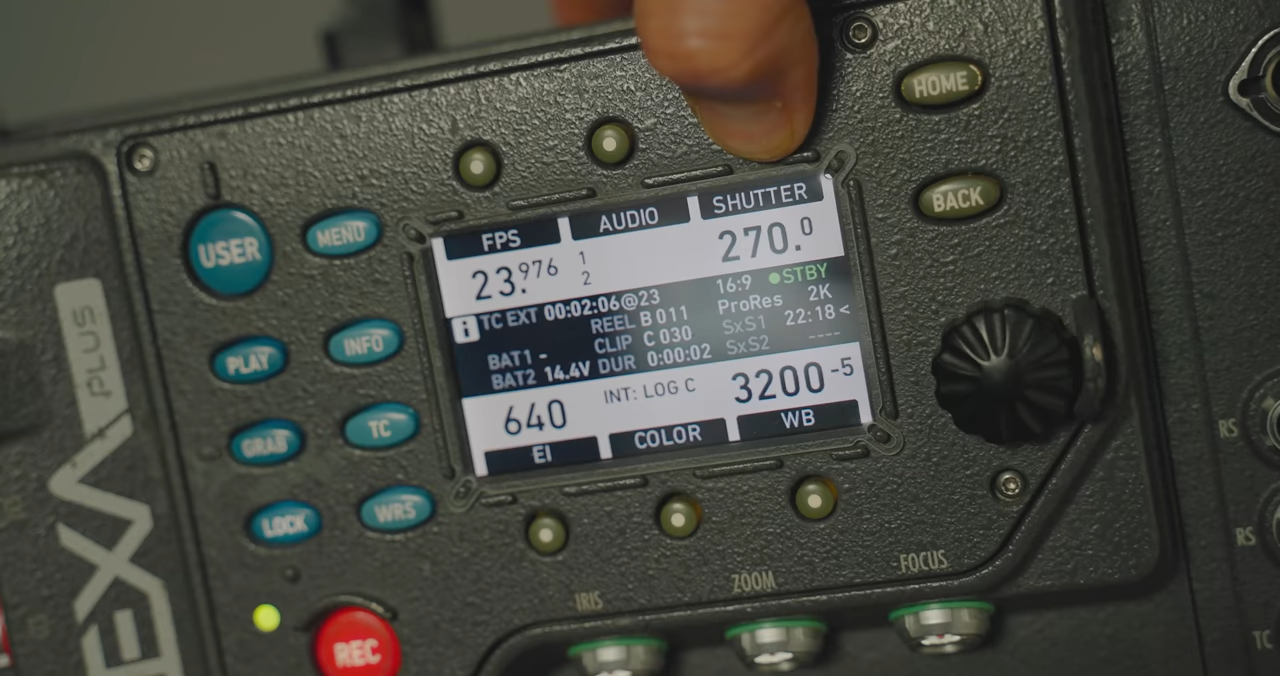 HOME
BACK
USER
MENU
PLAY
INFO
GRAB
TC
LOCK
WRS
REC
PLUS
EXA
FPS
AUDIO
SHUTTER
23.976
1
2
270.0
TC EXT 00:02:06@23
16:9
STBY
REEL B 011
ProRes 2K
BAT1 -
CLIP C 030
SxS1 22:18 <
BAT2 14.4V
DUR 0:00:02
SxS2 ----
640
INT: LOG C
3200 -5
EI
COLOR
WB
IRIS
ZOOM
FOCUS
RS
RS
TC